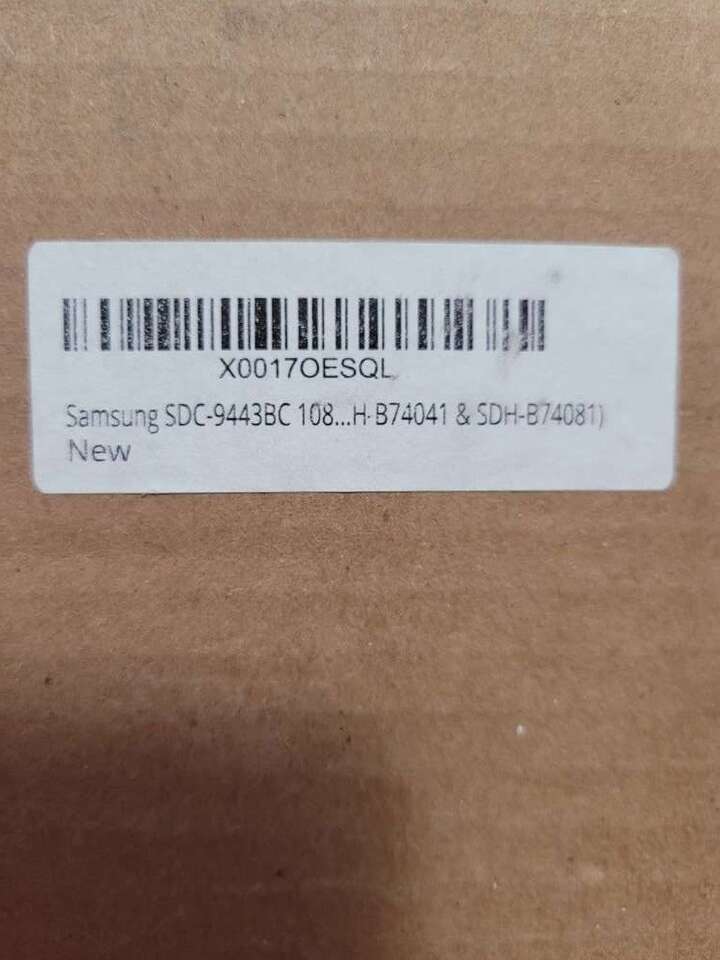 X0017OESQL
Samsung SDC-9443BC 108...H-B74041 & SDH-B74081)
New